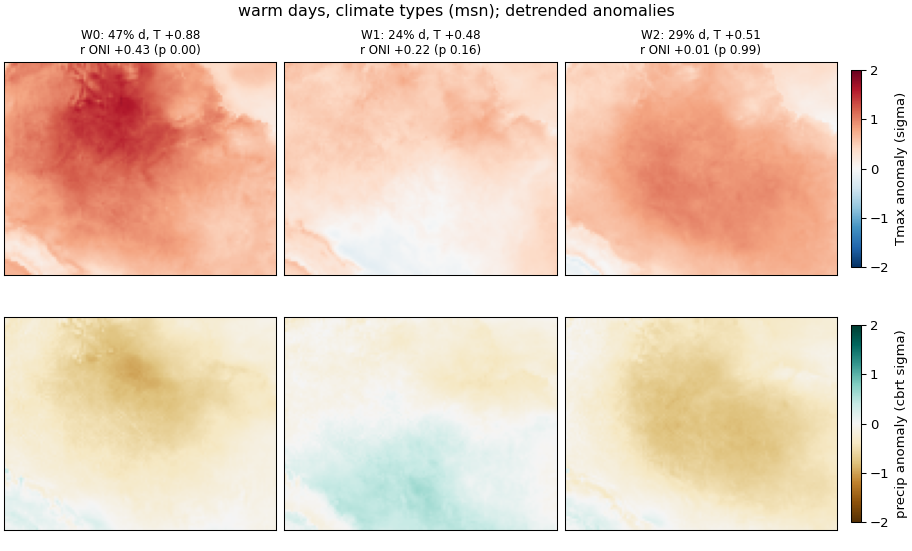 warm days, climate types (msn); detrended anomalies
W0: 47% d, T +0.88
r ONI +0.43 (p 0.00)
W1: 24% d, T +0.48
r ONI +0.22 (p 0.16)
W2: 29% d, T +0.51
r ONI +0.01 (p 0.99)
2
1
0
−1
−2
Tmax anomaly (sigma)
2
1
0
−1
−2
precip anomaly (cbrt sigma)